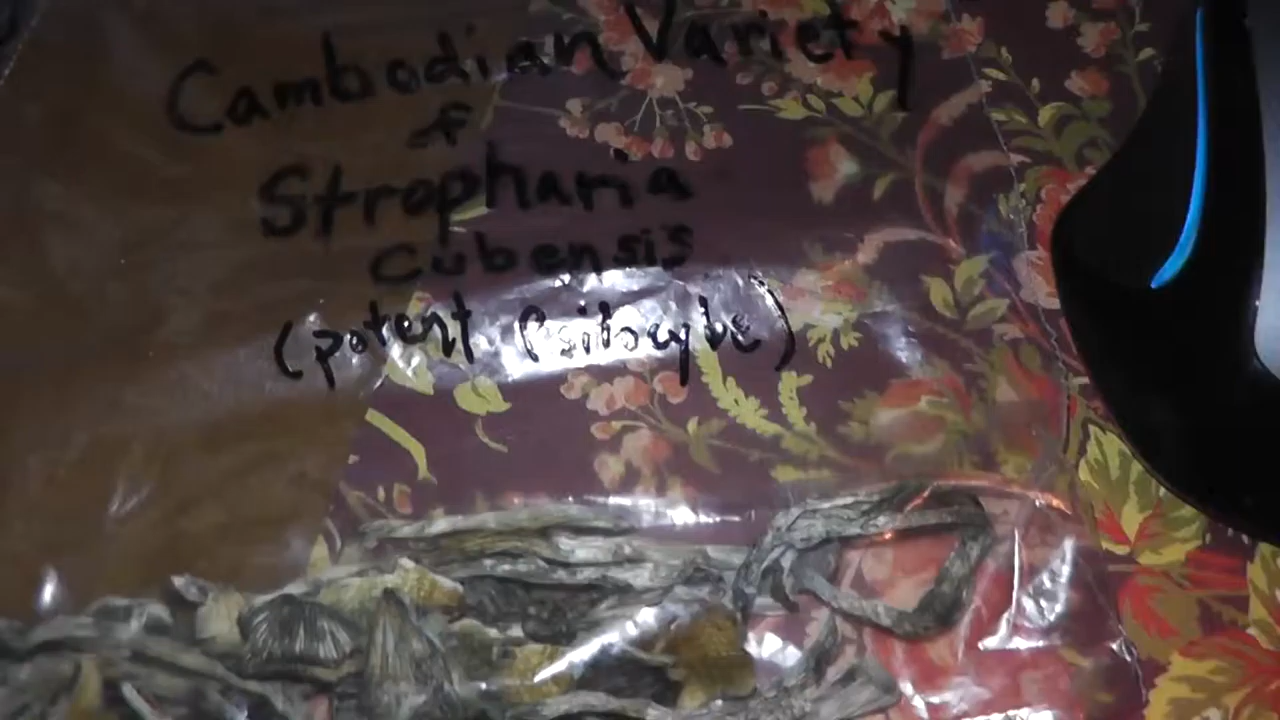 Cambodian Variety
of
Stropharia
Cubensis
(potent Psilocybe)